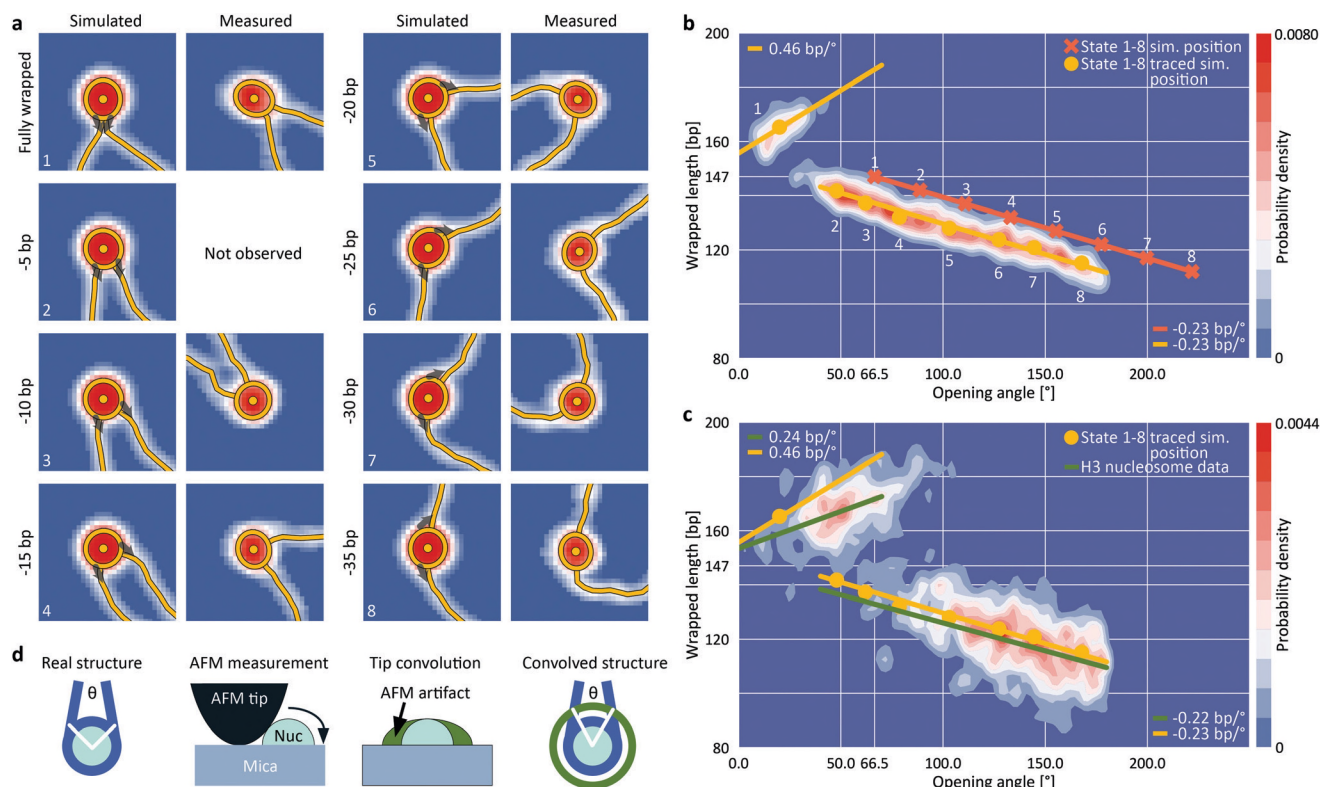 a
Simulated
Measured
Simulated
Measured
Fully wrapped
1
-20 bp
5
-5 bp
2
Not observed
-25 bp
6
-10 bp
3
-30 bp
7
-15 bp
4
-35 bp
8
b
200
160
147
120
80
Wrapped length [bp]
0.46 bp/°
State 1-8 sim. position
State 1-8 traced sim.
position
1
1
2
3
4
5
6
7
8
2
3
4
5
6
7
8
-0.23 bp/°
-0.23 bp/°
0.0
50.0
66.5
100.0
150.0
200.0
Opening angle [°]
0.0080
Probability density
0
c
200
160
147
120
80
Wrapped length [bp]
0.24 bp/°
0.46 bp/°
State 1-8 traced sim.
position
H3 nucleosome data
-0.22 bp/°
-0.23 bp/°
0.0
50.0
66.5
100.0
150.0
200.0
Opening angle [°]
0.0044
Probability density
0
d
Real structure
θ
AFM measurement
AFM tip
Nuc
Mica
Tip convolution
AFM artifact
Convolved structure
θ